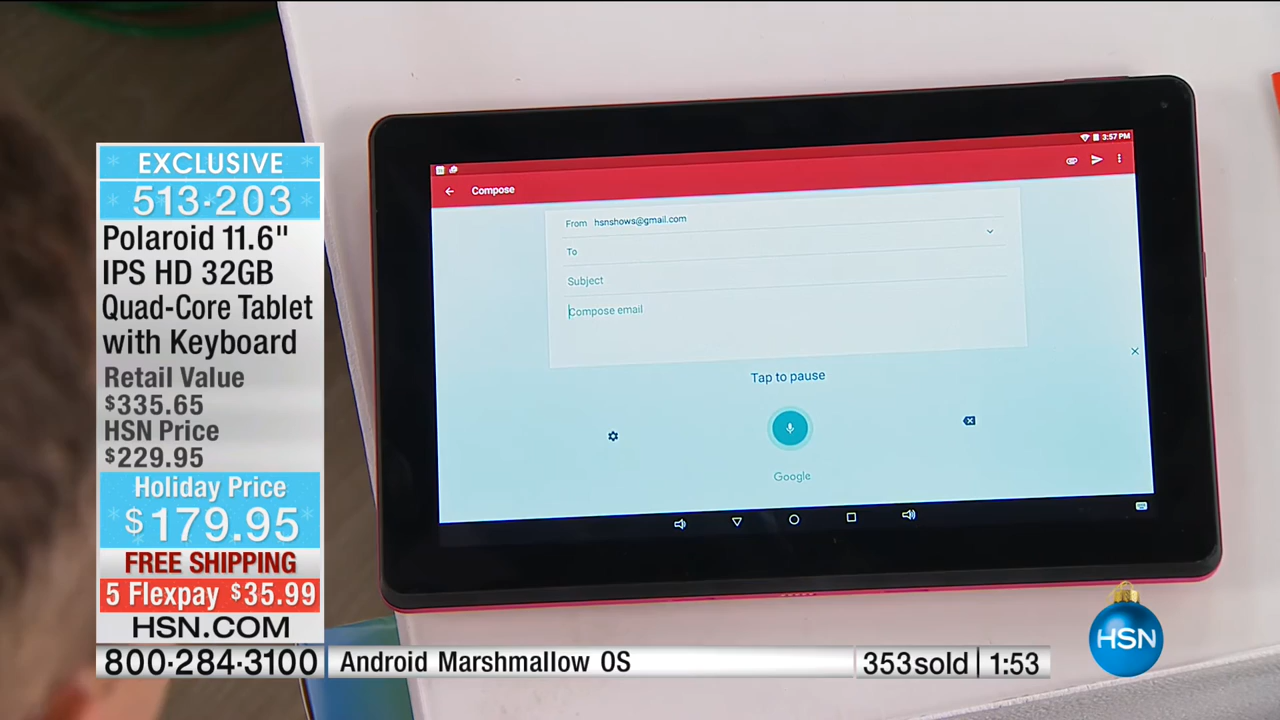 EXCLUSIVE
513-203
Polaroid 11.6"
IPS HD 32GB
Quad-Core Tablet
with Keyboard
Retail Value
$335.65
HSN Price
$229.95
Holiday Price
$179.95
FREE SHIPPING
5 Flexpay $35.99
HSN.COM
800-284-3100
Android Marshmallow OS
353sold
1:53
HSN
3:57 PM
Compose
From hsnshows@gmail.com
To
Subject
Compose email
Tap to pause
Google